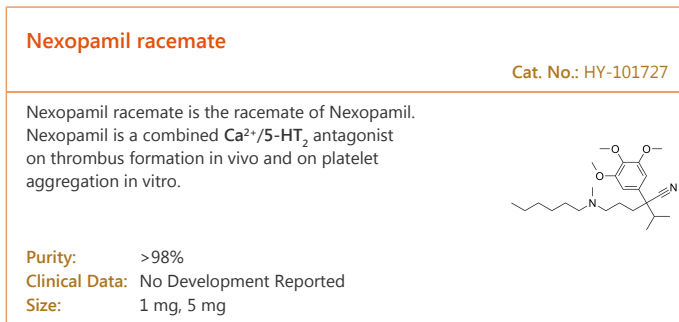 Nexopamil racemate
Cat. No.: HY-101727
Nexopamil racemate is the racemate of Nexopamil.
Nexopamil is a combined Ca²⁺/5-HT₂ antagonist
on thrombus formation in vivo and on platelet
aggregation in vitro.
O O O
O
N
N
Purity: >98%
Clinical Data: No Development Reported
Size: 1 mg, 5 mg